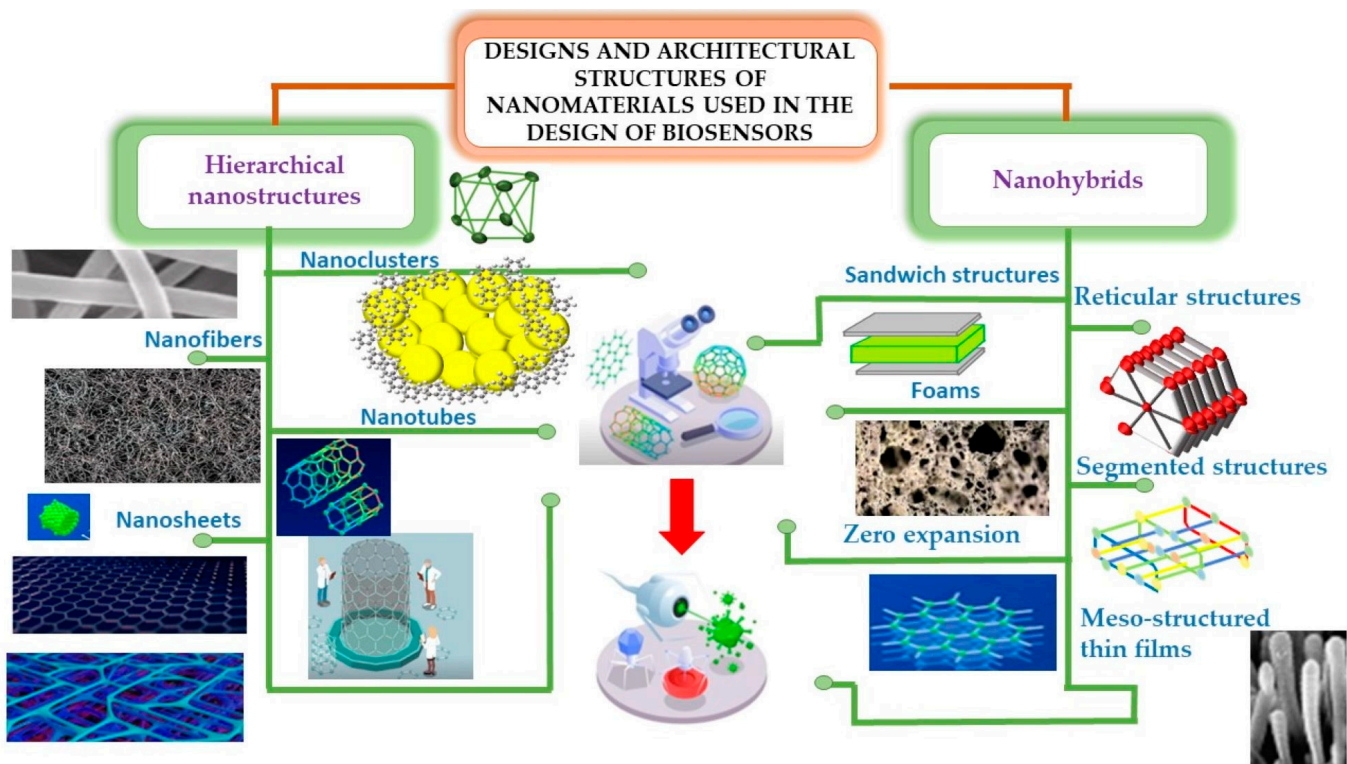 DESIGNS AND ARCHITECTURAL
STRUCTURES OF
NANOMATERIALS USED IN THE
DESIGN OF BIOSENSORS
Hierarchical
nanostructures
Nanoclusters
Nanofibers
Nanotubes
Nanosheets
Nanohybrids
Sandwich structures
Reticular structures
Foams
Segmented structures
Zero expansion
Meso-structured
thin films